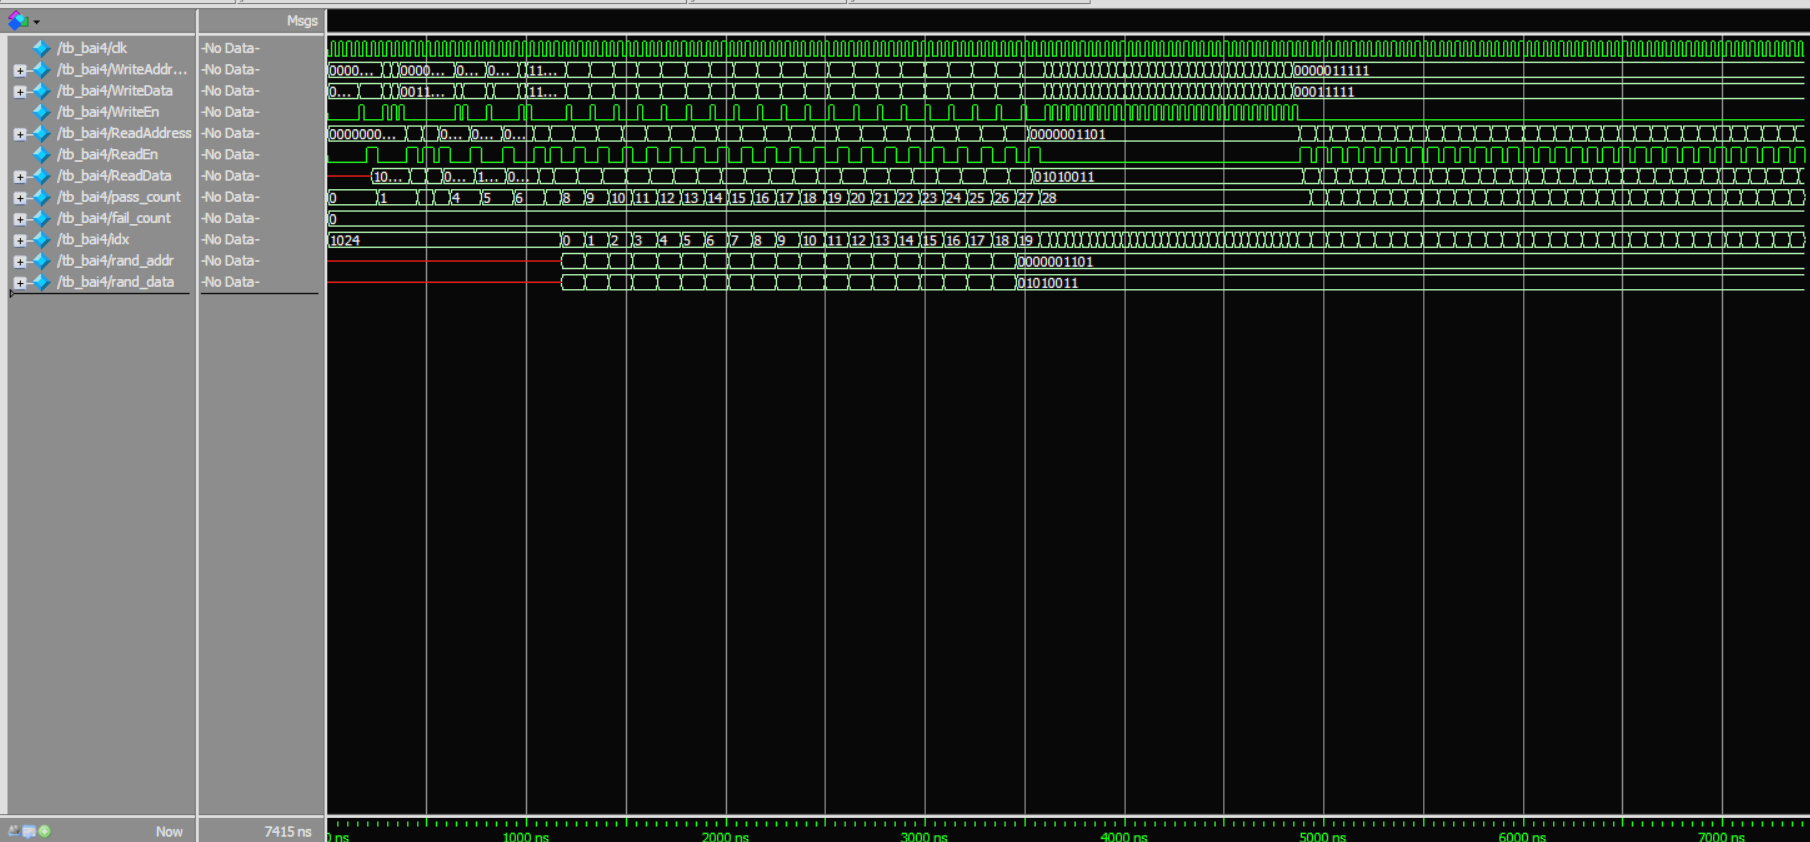 Msgs
/tb_bai4/clk -No Data-
/tb_bai4/WriteAddr... -No Data- 0000... 0000... 0... 0... 11... 0000011111
/tb_bai4/WriteData -No Data- 0... 0011... 11... 00011111
/tb_bai4/WriteEn -No Data-
/tb_bai4/ReadAddress -No Data- 0000000... 0... 0... 0... 0000001101
/tb_bai4/ReadEn -No Data-
/tb_bai4/ReadData -No Data- 10... 0... 1... 0... 01010011
/tb_bai4/pass_count -No Data- 0 1 4 5 6 8 9 10 11 12 13 14 15 16 17 18 19 20 21 22 23 24 25 26 27 28
/tb_bai4/fail_count -No Data- 0
/tb_bai4/idx -No Data- 1024 0 1 2 3 4 5 6 7 8 9 10 11 12 13 14 15 16 17 18 19
/tb_bai4/rand_addr -No Data- 0000001101
/tb_bai4/rand_data -No Data- 01010011
Now 7415 ns
0 ns 1000 ns 2000 ns 3000 ns 4000 ns 5000 ns 6000 ns 7000 ns